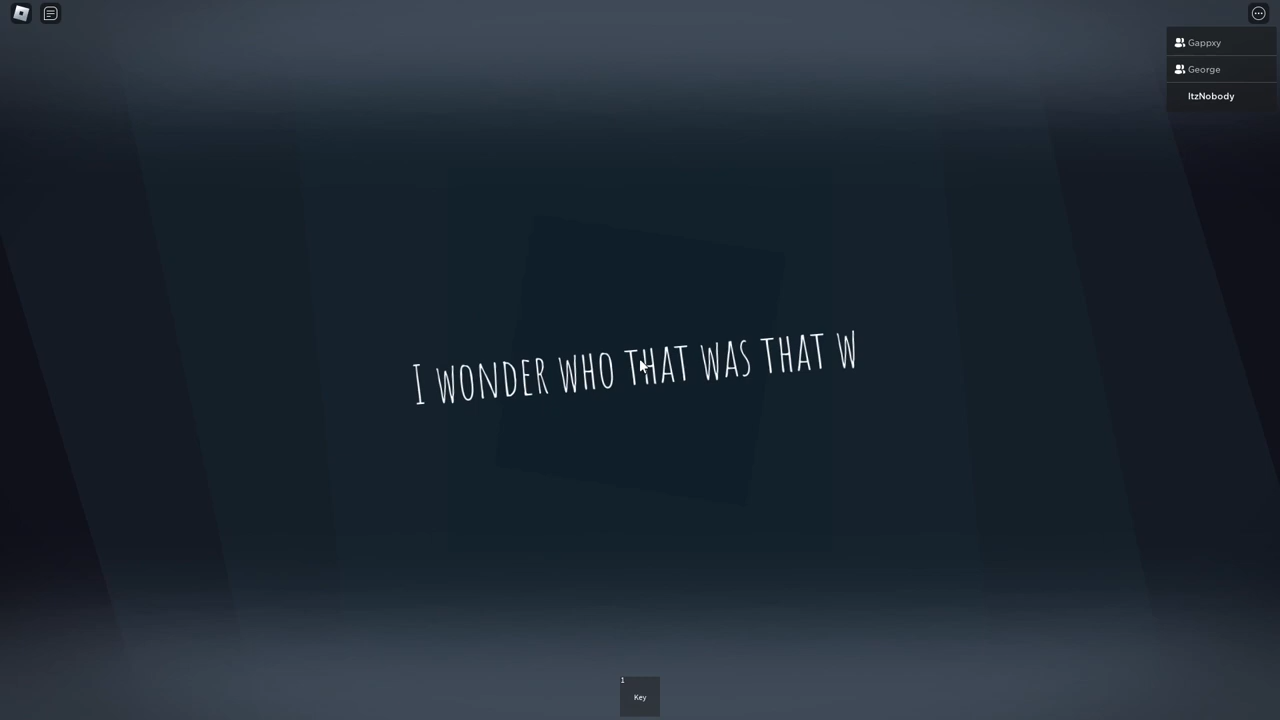 Gappxy
George
ItzNobody
I WONDER WHO THAT WAS THAT W
1
Key